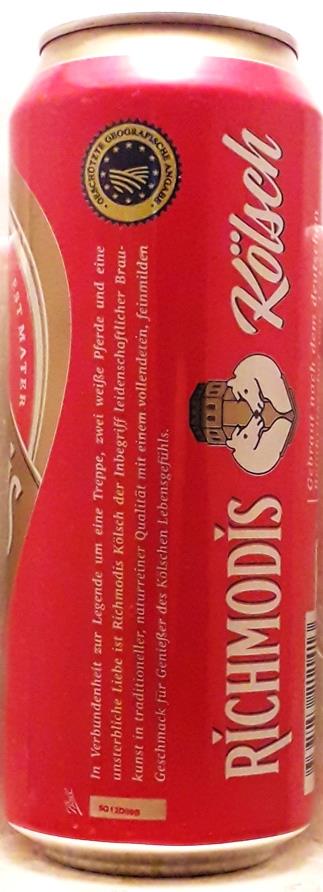 GESCHÜTZTE GEOGRAFISCHE ANGABE
In Verbundenheit zur Legende um eine Treppe, zwei weiße Pferde und eine
unsterbliche Liebe ist Richmodis Kölsch der Inbegriff leidenschaftlicher Brau-
kunst in traditioneller, naturreiner Qualität mit einem vollendeten, feinmilden
Geschmack für Genießer des Kölschen Lebensgefühls.
RICHMODIS Kölsch
EST MATER
Gebraut nach dem deutschen